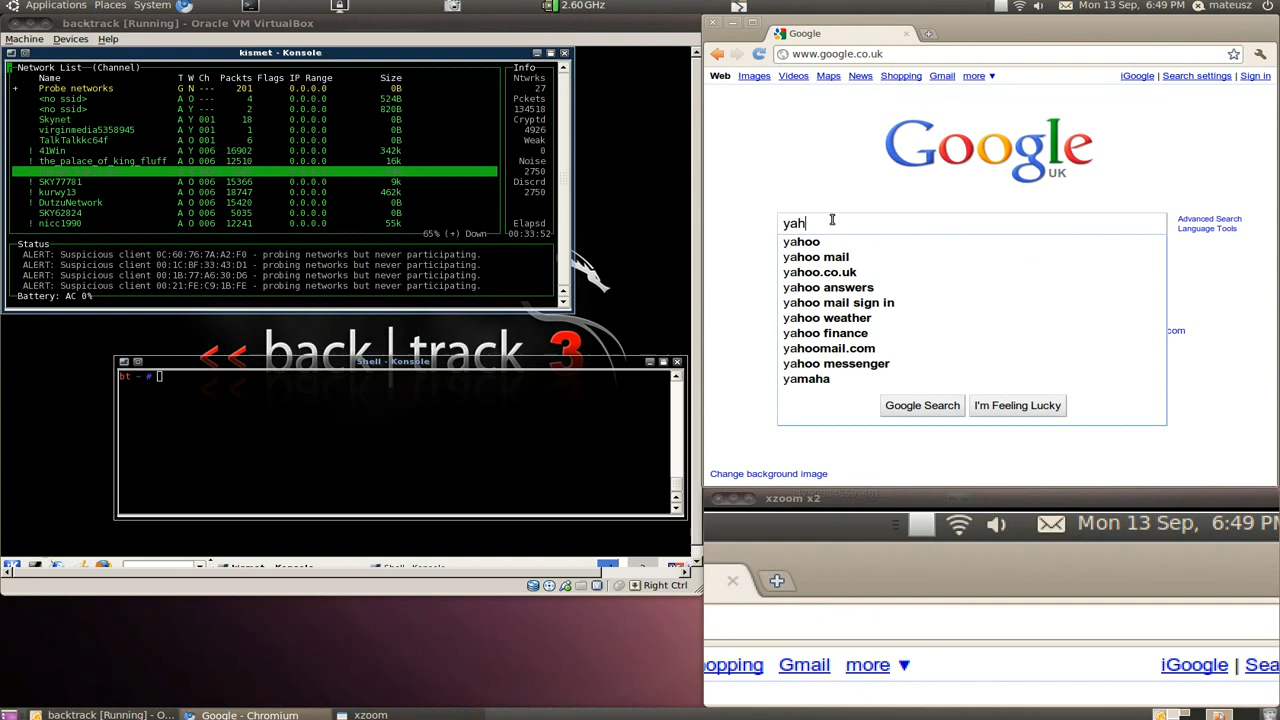 Applications Places System
2.60GHz
Mon 13 Sep, 6:49 PM mateusz
backtrack [Running] - Oracle VM VirtualBox
Machine Devices Help
kismet - Konsole
Network List—(Channel)
Name T W Ch Packts Flags IP Range Size
+ Probe networks G N --- 201 0.0.0.0 0B
<no ssid> A O --- 4 0.0.0.0 524B
<no ssid> A Y --- 2 0.0.0.0 820B
Skynet A Y 001 18 0.0.0.0 0B
virginmedia5358945 A Y 001 1 0.0.0.0 0B
TalkTalkkc64f A O 001 6 0.0.0.0 0B
! 41Win A Y 006 16902 0.0.0.0 342k
! the_palace_of_king_fluff A O 006 12510 0.0.0.0 16k
! SKY77781 A O 006 15366 0.0.0.0 9k
! kurwy13 A O 006 18747 0.0.0.0 462k
! DutzuNetwork A O 006 15420 0.0.0.0 0B
SKY62824 A O 006 5035 0.0.0.0 0B
! nicc1990 A O 006 12241 0.0.0.0 55k
65% (+) Down
Info
Ntwrks
27
Pckets
134518
Cryptd
4926
Weak
0
Noise
2750
Discrd
2750
Elapsd
00:33:52
Status
ALERT: Suspicious client 0C:60:76:7A:A2:F0 - probing networks but never participating.
ALERT: Suspicious client 00:1C:BF:33:43:D1 - probing networks but never participating.
ALERT: Suspicious client 00:1B:77:A6:30:D6 - probing networks but never participating.
ALERT: Suspicious client 00:21:FE:C9:1B:FE - probing networks but never participating.
Battery: AC 0%
<< back|track 3
Shell - Konsole
bt ~ #
kismet - Konsole
Shell - Konsole
Right Ctrl
Google
www.google.co.uk
Web Images Videos Maps News Shopping Gmail more ▼
iGoogle | Search settings | Sign in
Google
UK
yah
Advanced Search
Language Tools
yahoo
yahoo mail
yahoo.co.uk
yahoo answers
yahoo mail sign in
yahoo weather
yahoo finance
yahoomail.com
yahoo messenger
yamaha
com
Google Search I'm Feeling Lucky
Change background image
xzoom x2
Mon 13 Sep, 6:49 PM
opping Gmail more ▼
iGoogle | Sea
backtrack [Running] - O...
Google - Chromium
xzoom